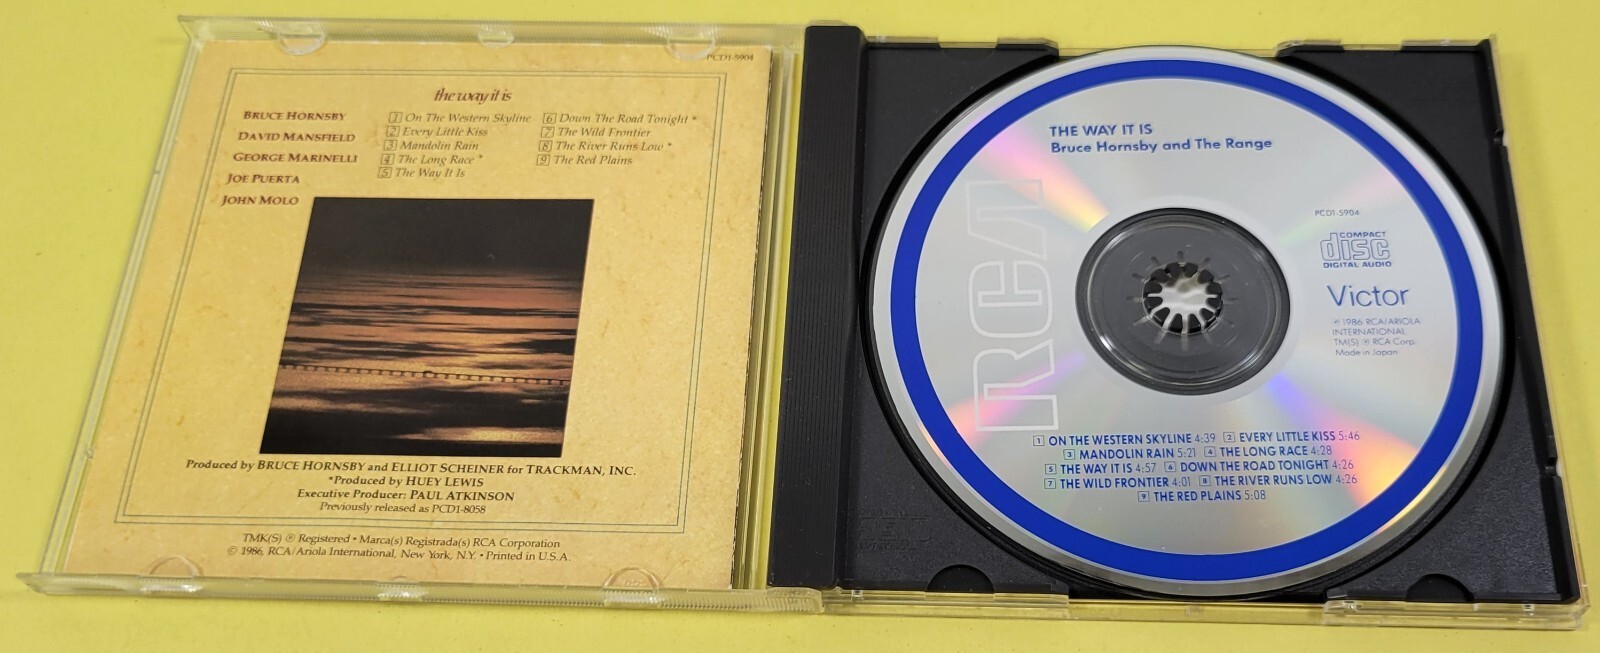 PCD1-5904
the way it is
BRUCE HORNSBY
DAVID MANSFIELD
GEORGE MARINELLI
JOE PUERTA
JOHN MOLO
1 On The Western Skyline
2 Every Little Kiss
3 Mandolin Rain
4 The Long Race *
5 The Way It Is
6 Down The Road Tonight *
7 The Wild Frontier
8 The River Runs Low *
9 The Red Plains
Produced by BRUCE HORNSBY and ELLIOT SCHEINER for TRACKMAN, INC.
*Produced by HUEY LEWIS
Executive Producer: PAUL ATKINSON
Previously released as PCD1-8058
TMK(S) ® Registered • Marca(s) Registrada(s) RCA Corporation
© 1986, RCA/Ariola International, New York, N.Y. • Printed in U.S.A.
THE WAY IT IS
Bruce Hornsby and The Range
RCA
PCD1-5904
COMPACT
disc
DIGITAL AUDIO
Victor
℗ 1986 RCA/ARIOLA
INTERNATIONAL
TM(S) ® RCA Corp.
Made in Japan
1 ON THE WESTERN SKYLINE 4:39 2 EVERY LITTLE KISS 5:46
3 MANDOLIN RAIN 5:21 4 THE LONG RACE 4:28
5 THE WAY IT IS 4:57 6 DOWN THE ROAD TONIGHT 4:26
7 THE WILD FRONTIER 4:01 8 THE RIVER RUNS LOW 4:26
9 THE RED PLAINS 5:08